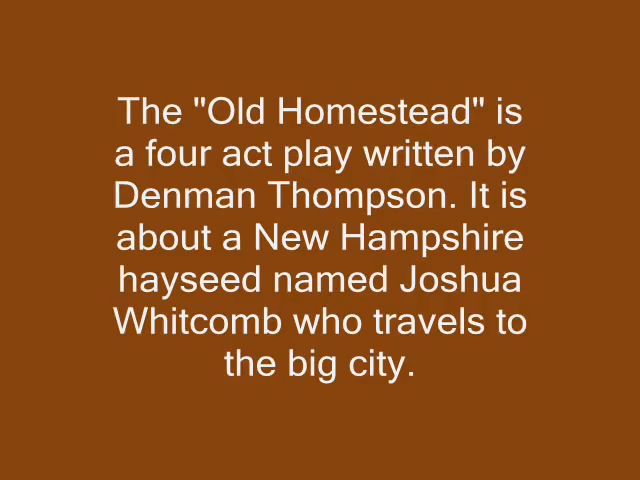 The "Old Homestead" is
a four act play written by
Denman Thompson. It is
about a New Hampshire
hayseed named Joshua
Whitcomb who travels to
the big city.